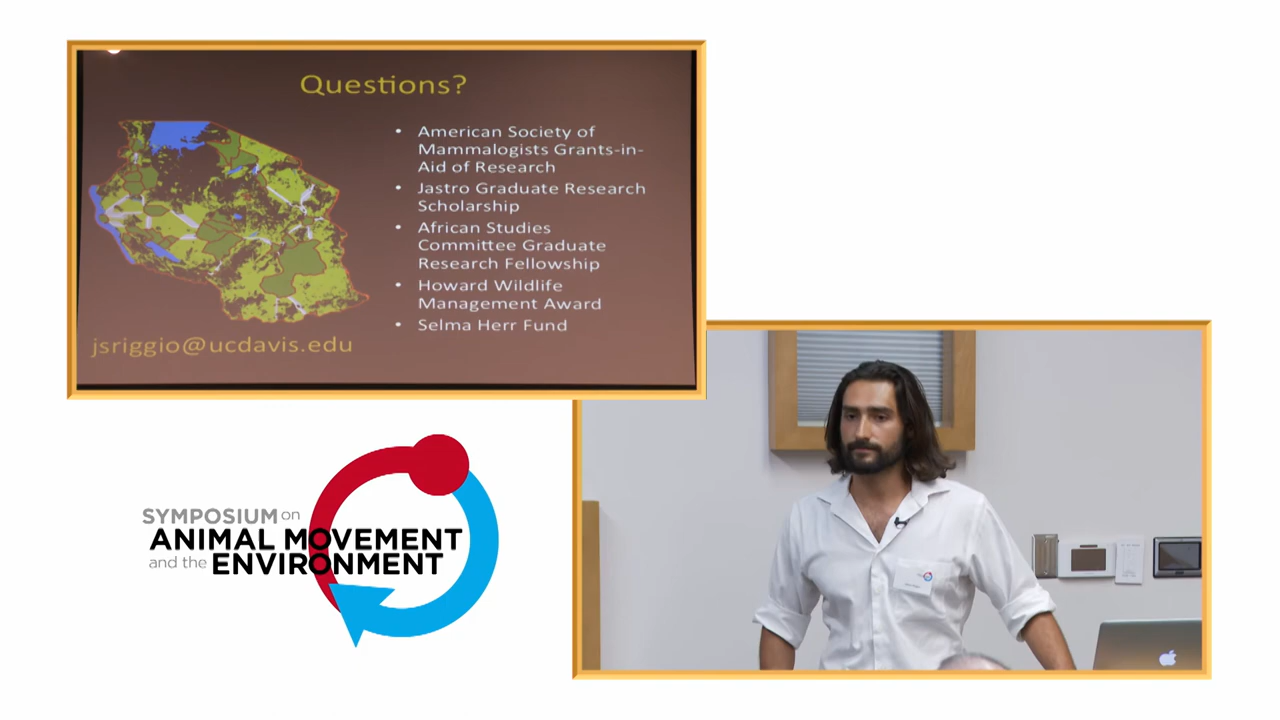 Questions?
• American Society of
Mammalogists Grants-in-
Aid of Research
• Jastro Graduate Research
Scholarship
• African Studies
Committee Graduate
Research Fellowship
• Howard Wildlife
Management Award
• Selma Herr Fund
jsriggio@ucdavis.edu
SYMPOSIUM on
ANIMAL MOVEMENT
and the ENVIRONMENT